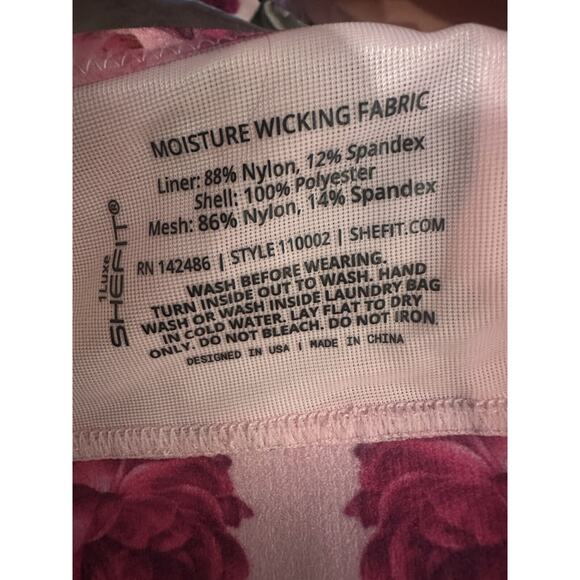 MOISTURE WICKING FABRIC
Liner: 88% Nylon, 12% Spandex
Shell: 100% Polyester
Mesh: 86% Nylon, 14% Spandex
RN 142486 | STYLE 110002 | SHEFIT.COM
WASH BEFORE WEARING.
TURN INSIDE OUT TO WASH. HAND
WASH OR WASH INSIDE LAUNDRY BAG
IN COLD WATER. LAY FLAT TO DRY
ONLY. DO NOT BLEACH. DO NOT IRON.
DESIGNED IN USA | MADE IN CHINA
1Luxe
SHEFIT®